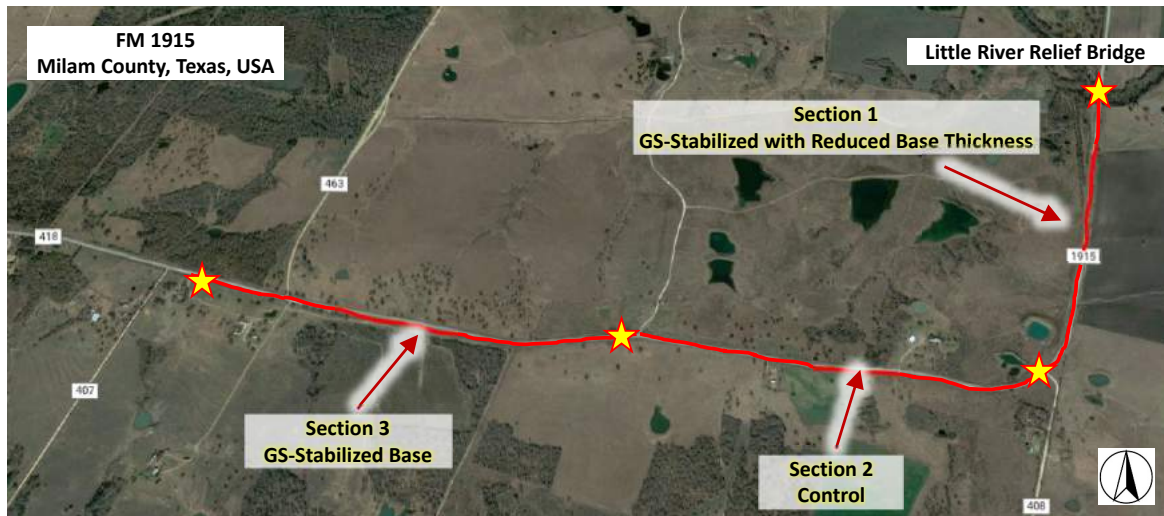 FM 1915
Milam County, Texas, USA
Little River Relief Bridge
Section 1
GS-Stabilized with Reduced Base Thickness
463
418
1915
407
Section 3
GS-Stabilized Base
Section 2
Control
408